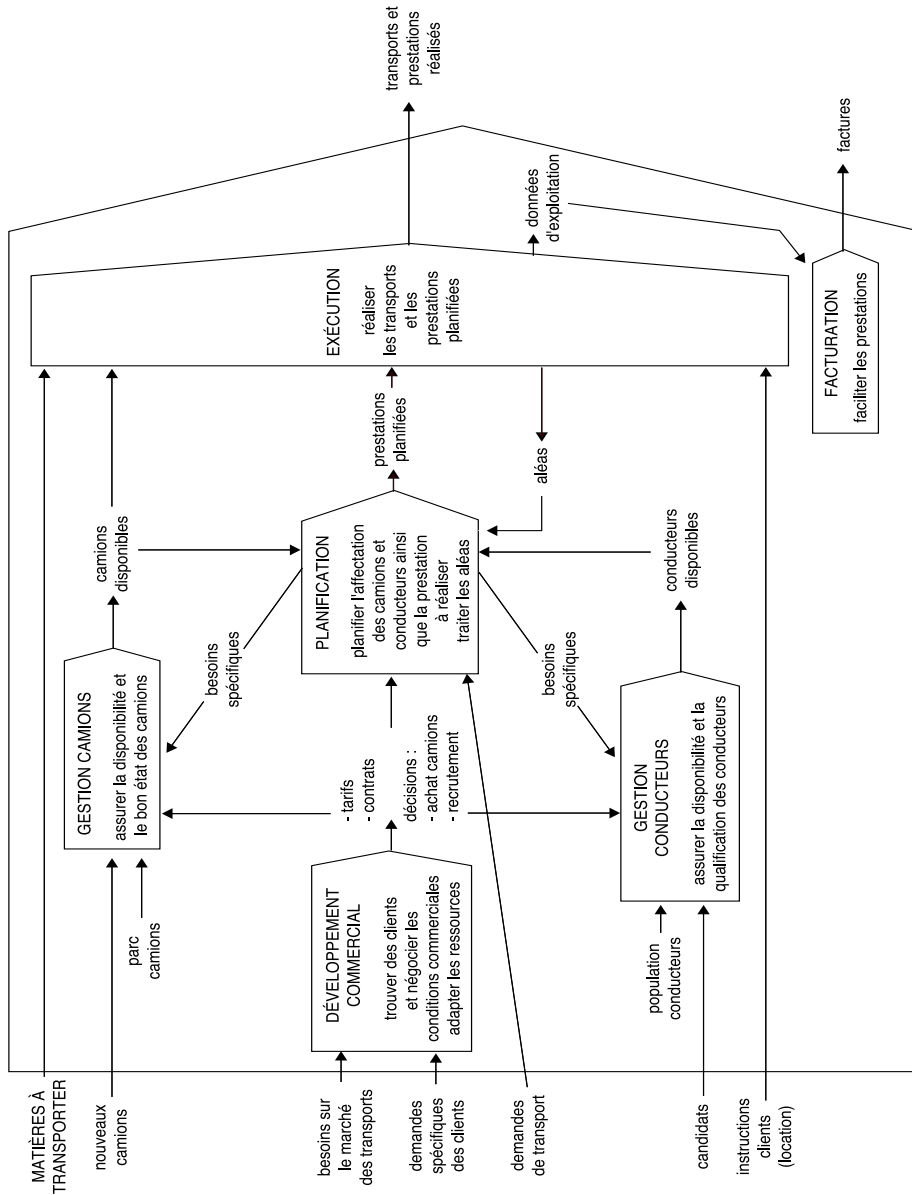 MATIÈRES À
TRANSPORTER
nouveaux
camions
parc
camions
GESTION CAMIONS
assurer la disponibilité et
le bon état des camions
camions
disponibles
besoins
spécifiques
besoins sur
le marché
des transports
demandes
spécifiques
des clients
demandes
de transport
DÉVELOPPEMENT
COMMERCIAL
trouver des clients
et négocier les
conditions commerciales
adapter les ressources
- tarifs
- contrats
décisions :
- achat camions
- recrutement
PLANIFICATION
planifier l'affectation
des camions et
conducteurs ainsi
que la prestation
à réaliser
traiter les aléas
prestations
planifiées
aléas
besoins
spécifiques
candidats
instructions
clients
(location)
population
conducteurs
GESTION
CONDUCTEURS
assurer la disponibilité et la
qualification des conducteurs
conducteurs
disponibles
EXÉCUTION
réaliser
les transports
et les
prestations
planifiées
transports et
prestations
réalisés
données
d'exploitation
FACTURATION
faciliter les prestations
factures